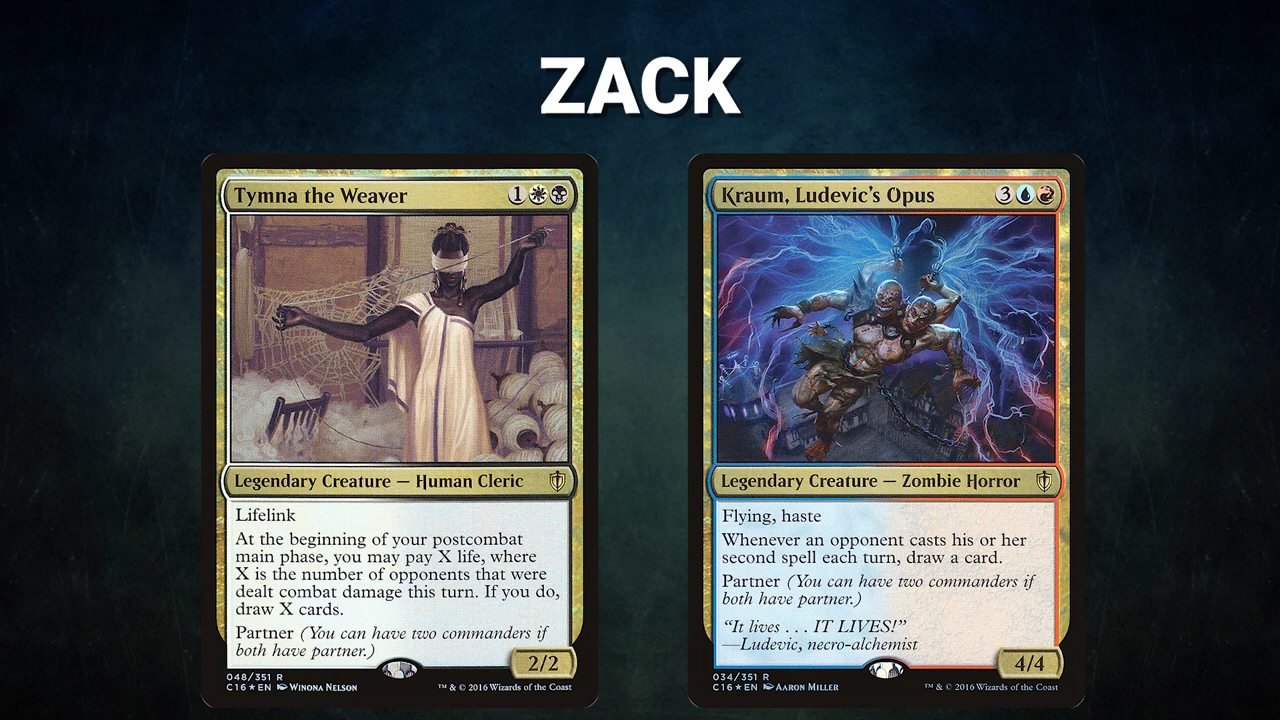 ZACK
Tymna the Weaver 1
Legendary Creature — Human Cleric
Lifelink
At the beginning of your postcombat
main phase, you may pay X life, where
X is the number of opponents that were
dealt combat damage this turn. If you do,
draw X cards.
Partner (You can have two commanders if
both have partner.)
2/2
048/351 R
C16★EN Winona Nelson
™ & © 2016 Wizards of the Coast
Kraum, Ludevic's Opus 3
Legendary Creature — Zombie Horror
Flying, haste
Whenever an opponent casts his or her
second spell each turn, draw a card.
Partner (You can have two commanders if
both have partner.)
“It lives . . . IT LIVES!”
—Ludevic, necro-alchemist
4/4
034/351 R
C16★EN Aaron Miller
™ & © 2016 Wizards of the Coast